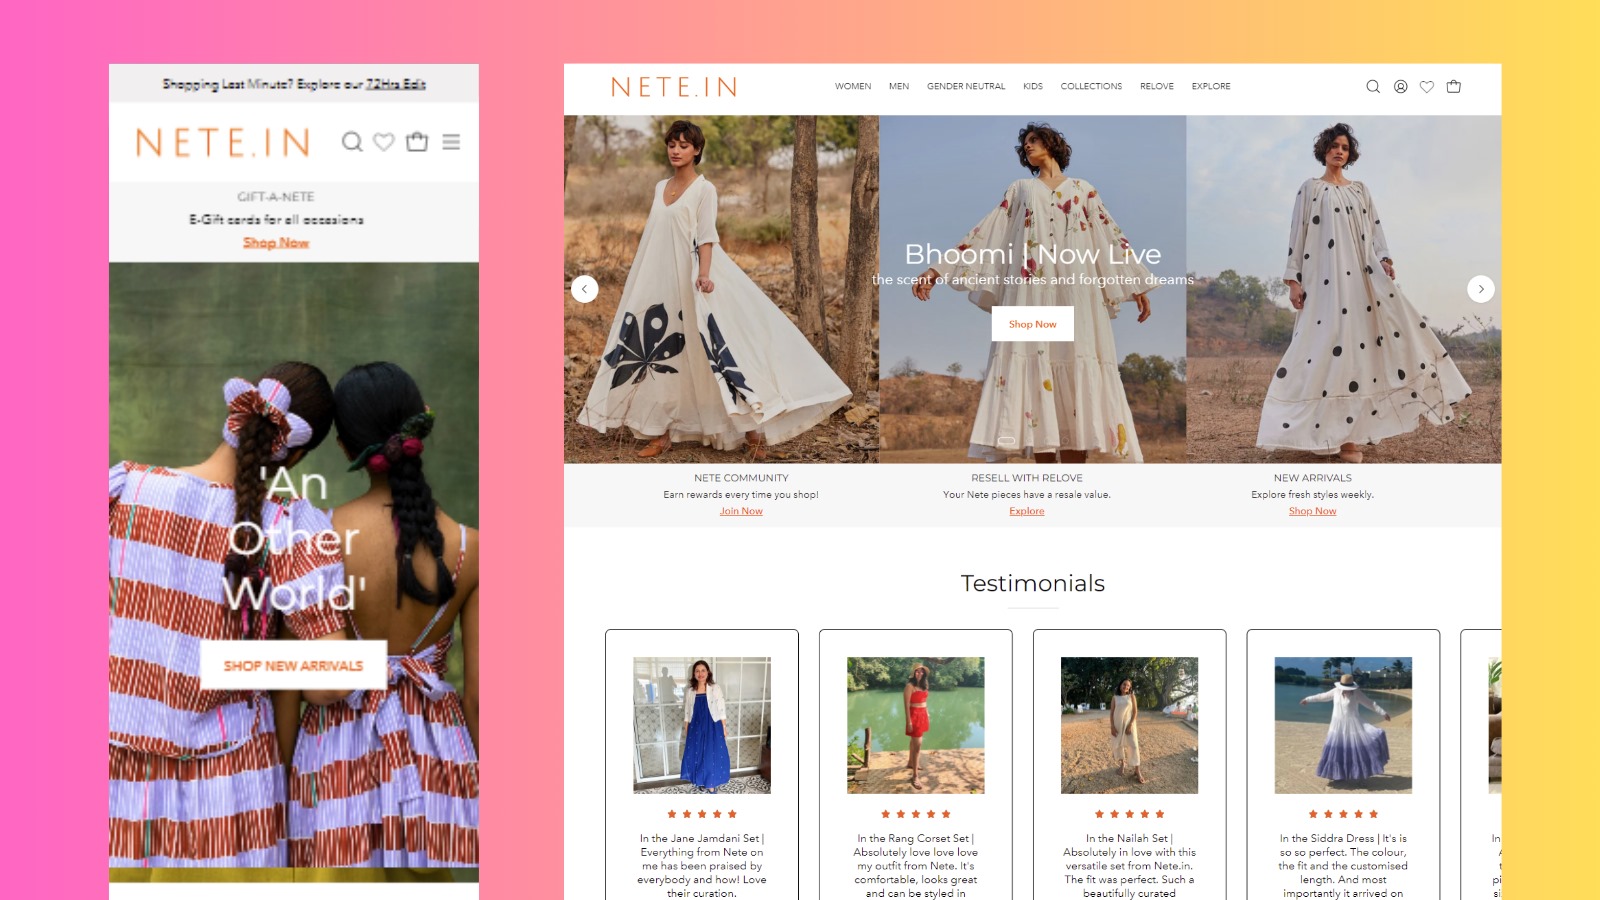 Shopping Last Minute? Explore our 72Hrs Edit
NETE.IN
GIFT-A-NETE
E-Gift cards for all occasions
Shop Now
'An
Other
World'
SHOP NEW ARRIVALS
NETE.IN
WOMEN MEN GENDER NEUTRAL KIDS COLLECTIONS RELOVE EXPLORE
Bhoomi | Now Live
the scent of ancient stories and forgotten dreams
Shop Now
NETE COMMUNITY
Earn rewards every time you shop!
Join Now
RESELL WITH RELOVE
Your Nete pieces have a resale value.
Explore
NEW ARRIVALS
Explore fresh styles weekly.
Shop Now
Testimonials
In the Jane Jamdani Set |
Everything from Nete on
me has been praised by
everybody and how! Love
their curation.
In the Rang Corset Set |
Absolutely love love love
my outfit from Nete. It's
comfortable, looks great
and can be styled in
In the Nailah Set |
Absolutely in love with this
versatile set from Nete.in.
The fit was perfect. Such a
beautifully curated
In the Siddra Dress | It's is
so so perfect. The colour,
the fit and the customised
length. And most
importantly it arrived on